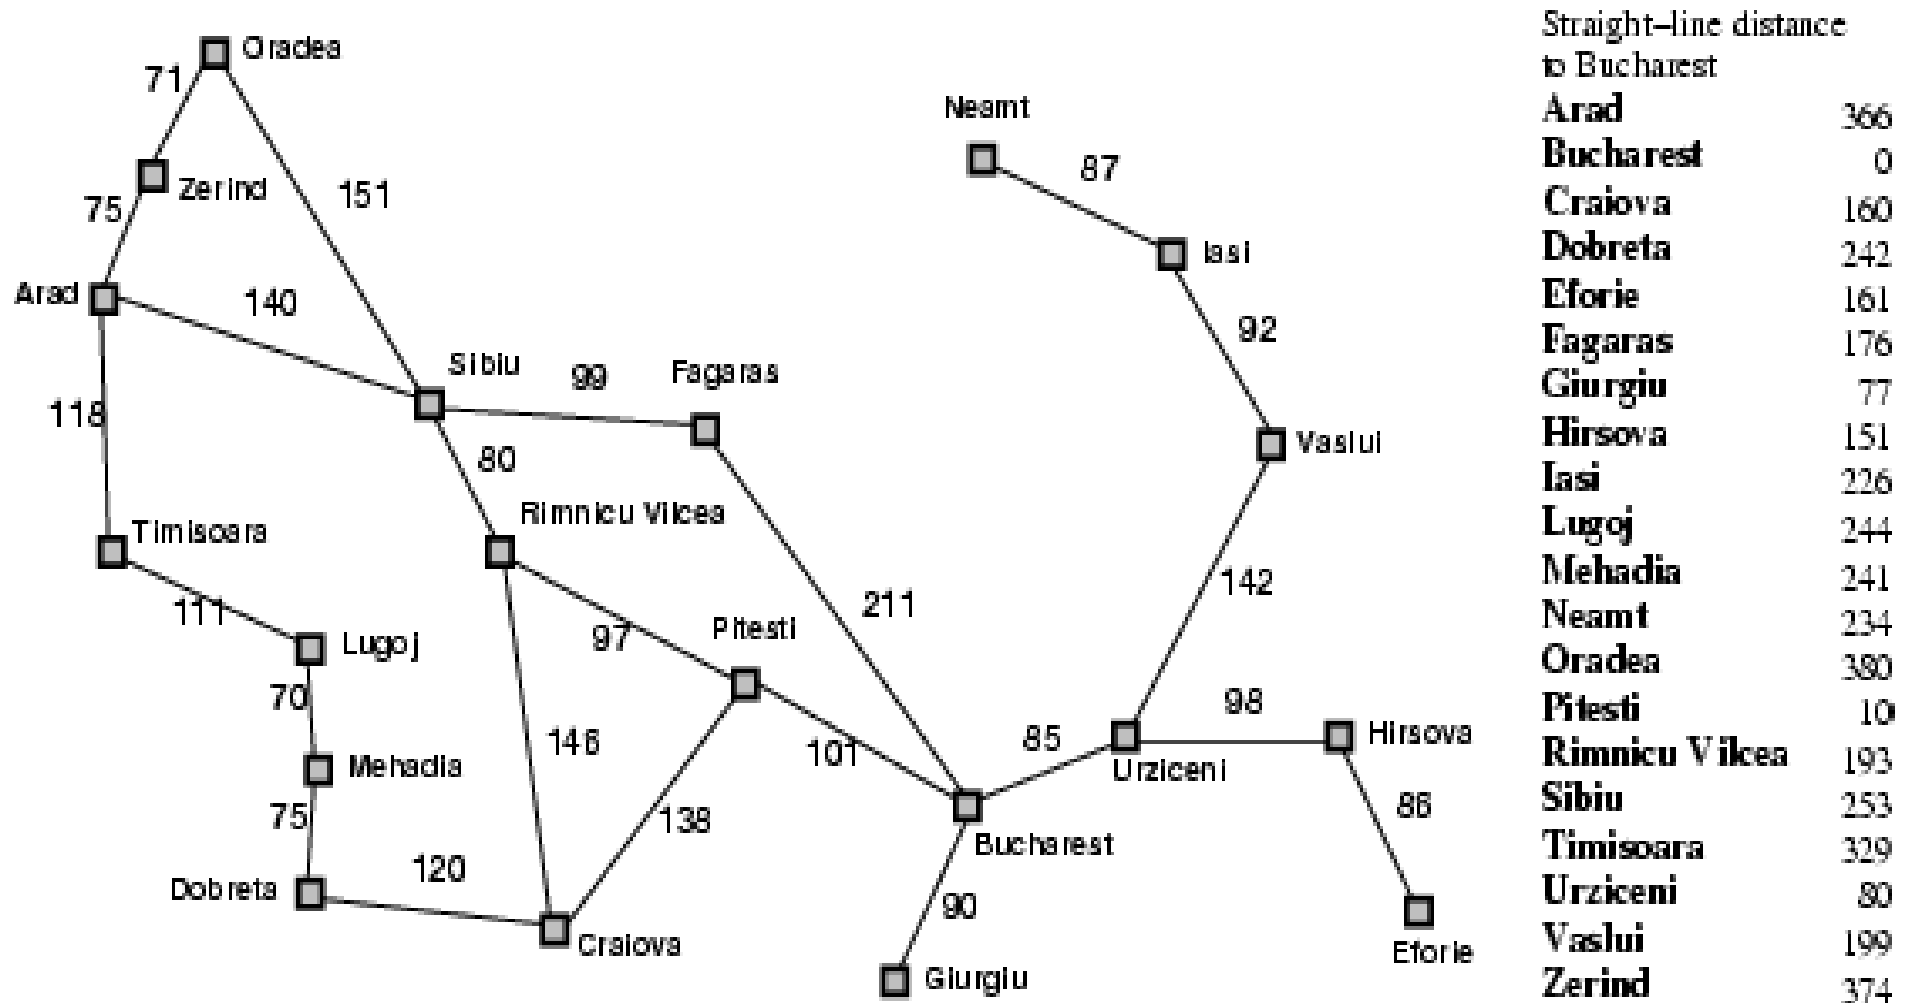 Oradea
71
Neamt
87
Zerind
151
75
Iasi
Arad
140
92
Sibiu
99
Fagaras
118
80
Vaslui
Rimnicu Vilcea
Timisoara
142
111
211
Lugoj
97
Pitesti
70
98
Hirsova
146
101
85
Urziceni
Mehadia
138
86
75
Bucharest
120
Dobreta
90
Craiova
Eforie
Giurgiu
Straight–line distance
to Bucharest
Arad 366
Bucharest 0
Craiova 160
Dobreta 242
Eforie 161
Fagaras 176
Giurgiu 77
Hirsova 151
Iasi 226
Lugoj 244
Mehadia 241
Neamt 234
Oradea 380
Pitesti 10
Rimnicu Vilcea 193
Sibiu 253
Timisoara 329
Urziceni 80
Vaslui 199
Zerind 374